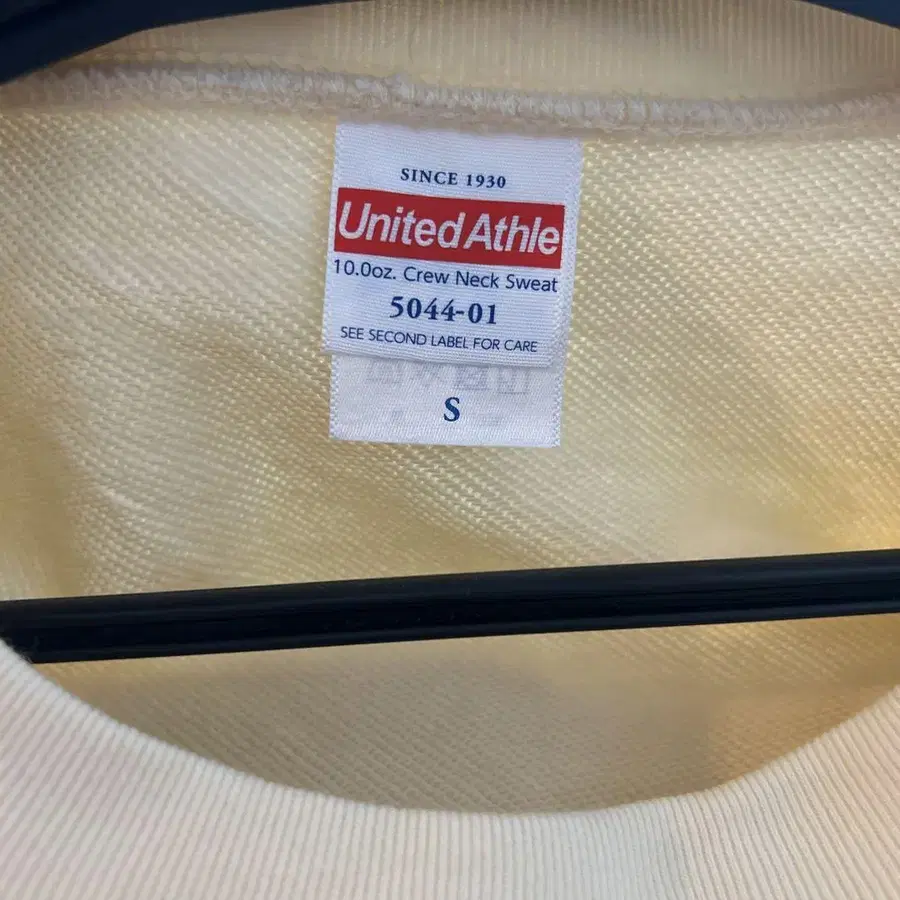 SINCE 1930
United Athle
10.0oz. Crew Neck Sweat
5044-01
SEE SECOND LABEL FOR CARE
S